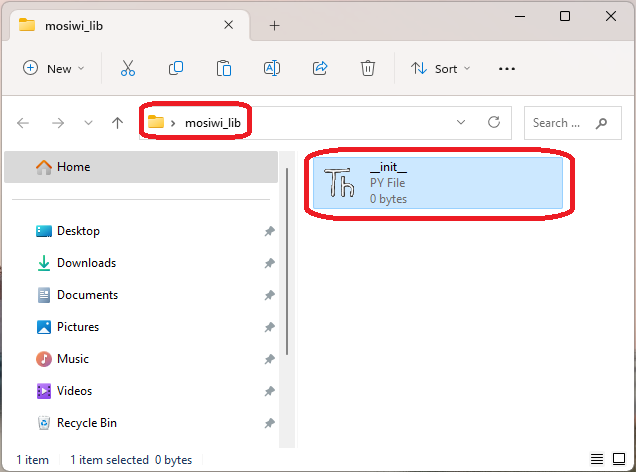 mosiwi_lib
New
Sort
mosiwi_lib
Search ...
Home
__init__
PY File
0 bytes
Desktop
Downloads
Documents
Pictures
Music
Videos
Recycle Bin
1 item 1 item selected 0 bytes